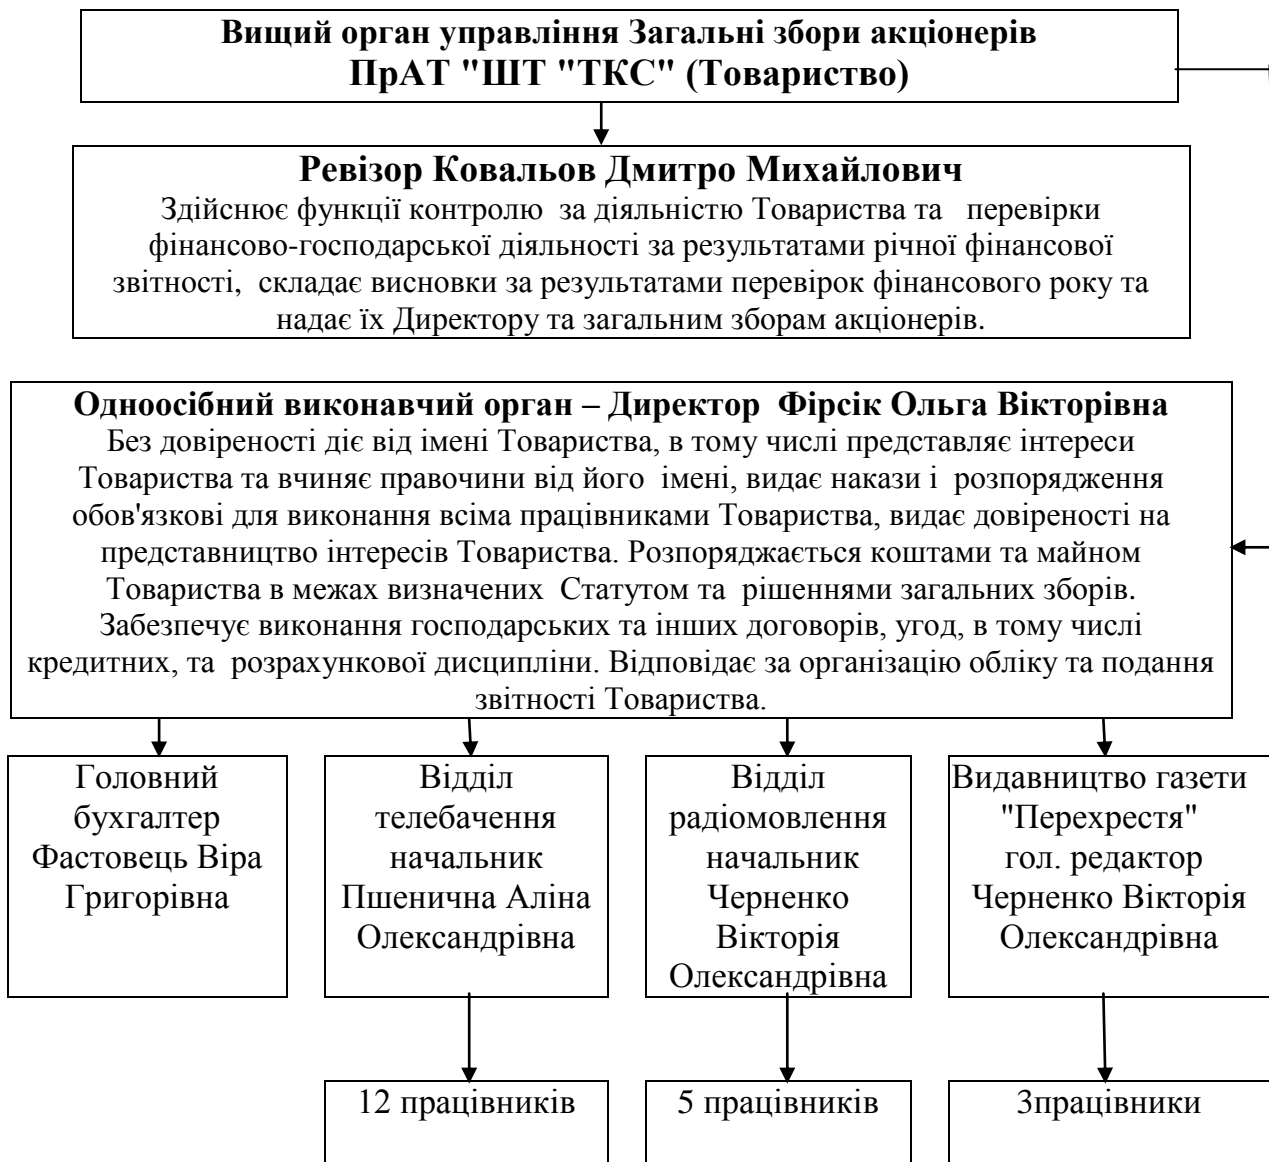 Вищий орган управління Загальні збори акціонерів
ПрАТ "ШТ "ТКС" (Товариство)
Ревізор Ковальов Дмитро Михайлович
Здійснює функції контролю за діяльністю Товариства та перевірки
фінансово-господарської діяльності за результатами річної фінансової
звітності, складає висновки за результатами перевірок фінансового року та
надає їх Директору та загальним зборам акціонерів.
Одноосібний виконавчий орган – Директор Фірсік Ольга Вікторівна
Без довіреності діє від імені Товариства, в тому числі представляє інтереси
Товариства та вчиняє правочини від його імені, видає накази і розпорядження
обов'язкові для виконання всіма працівниками Товариства, видає довіреності на
представництво інтересів Товариства. Розпоряджається коштами та майном
Товариства в межах визначених Статутом та рішеннями загальних зборів.
Забезпечує виконання господарських та інших договорів, угод, в тому числі
кредитних, та розрахункової дисципліни. Відповідає за організацію обліку та подання
звітності Товариства.
Головний
бухгалтер
Фастовець Віра
Григорівна
Відділ
телебачення
начальник
Пшенична Аліна
Олександрівна
Відділ
радіомовлення
начальник
Черненко
Вікторія
Олександрівна
Видавництво газети
"Перехрестя"
гол. редактор
Черненко Вікторія
Олександрівна
12 працівників
5 працівників
3працівники